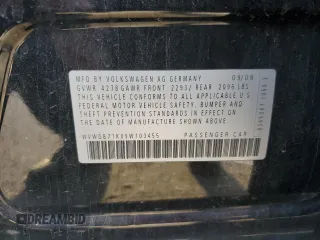 MFD BY VOLKSWAGEN AG GERMANY 09/08
GVWR 4278 GAWR FRONT 2293/ REAR 2096 LBS
THIS VEHICLE CONFORMS TO ALL APPLICABLE U.S
FEDERAL MOTOR VEHICLE SAFETY, BUMPER AND
THEFT PREVENTION STANDARDS IN EFFECT ON THE
DATE OF MANUFACTURE SHOWN ABOVE
PASSENGER CAR
© DREAMBID